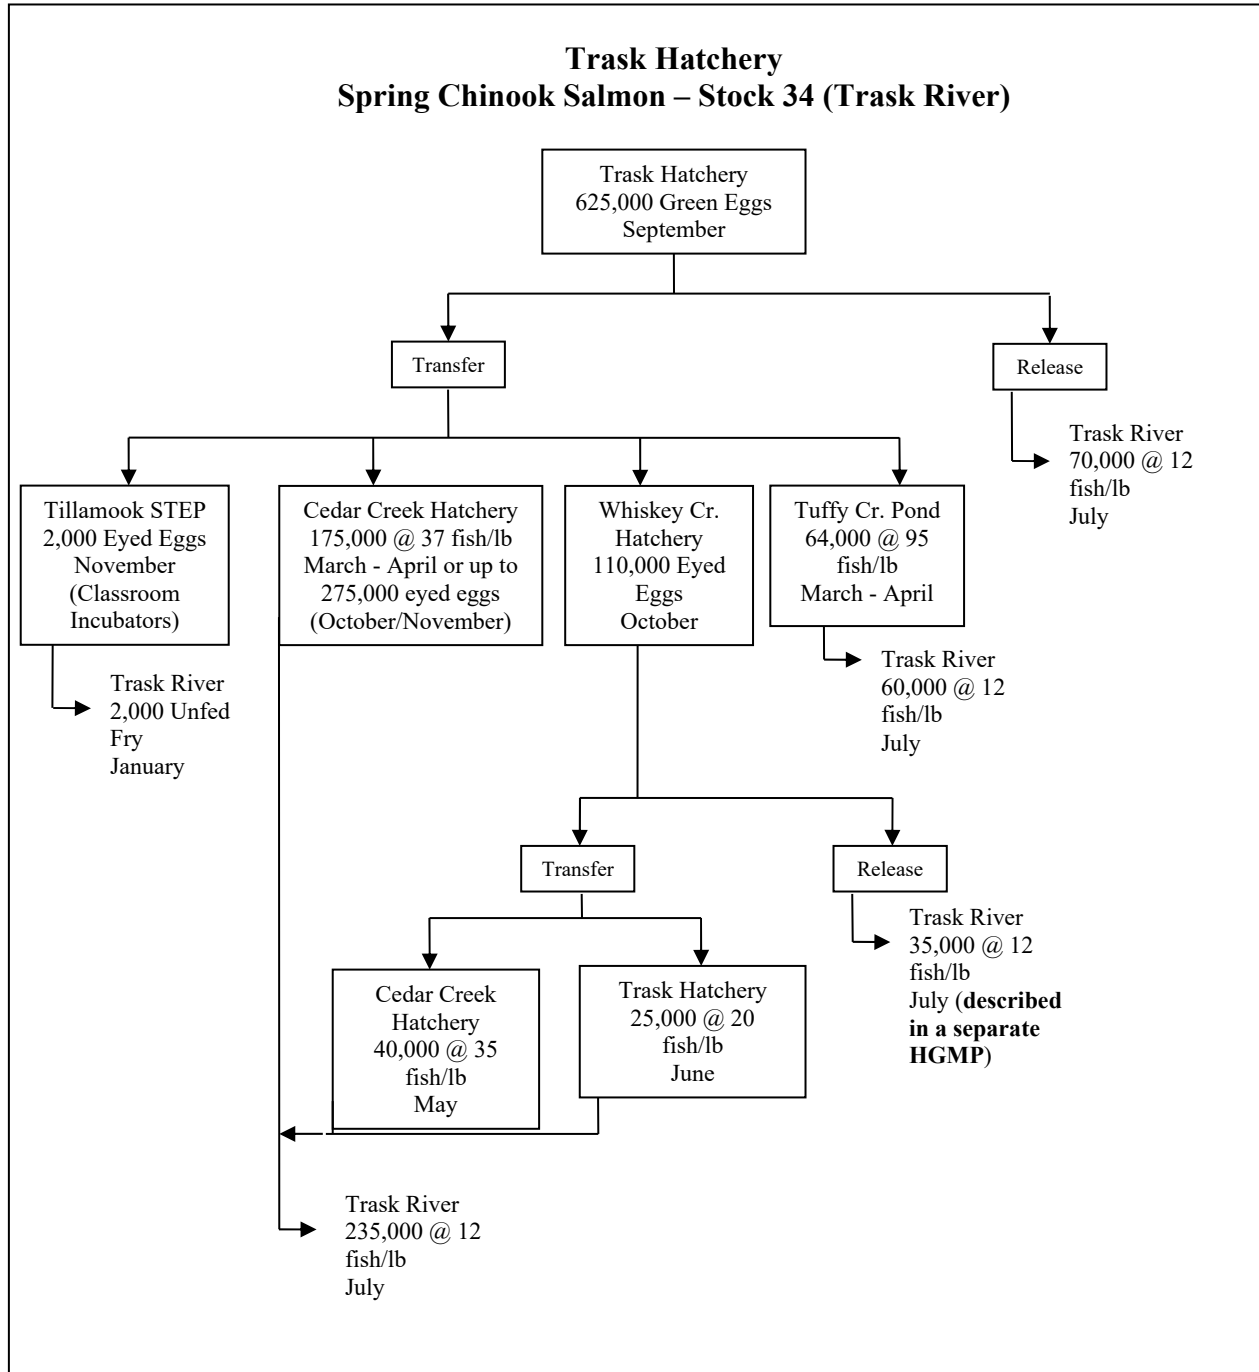 Trask Hatchery
Spring Chinook Salmon – Stock 34 (Trask River)
Trask Hatchery
625,000 Green Eggs
September
Transfer
Release
Trask River
70,000 @ 12
fish/lb
July
Tillamook STEP
2,000 Eyed Eggs
November
(Classroom
Incubators)
Cedar Creek Hatchery
175,000 @ 37 fish/lb
March - April or up to
275,000 eyed eggs
(October/November)
Whiskey Cr.
Hatchery
110,000 Eyed
Eggs
October
Tuffy Cr. Pond
64,000 @ 95
fish/lb
March - April
Trask River
2,000 Unfed
Fry
January
Trask River
60,000 @ 12
fish/lb
July
Transfer
Release
Trask River
35,000 @ 12
fish/lb
July (described
in a separate
HGMP)
Cedar Creek
Hatchery
40,000 @ 35
fish/lb
May
Trask Hatchery
25,000 @ 20
fish/lb
June
Trask River
235,000 @ 12
fish/lb
July